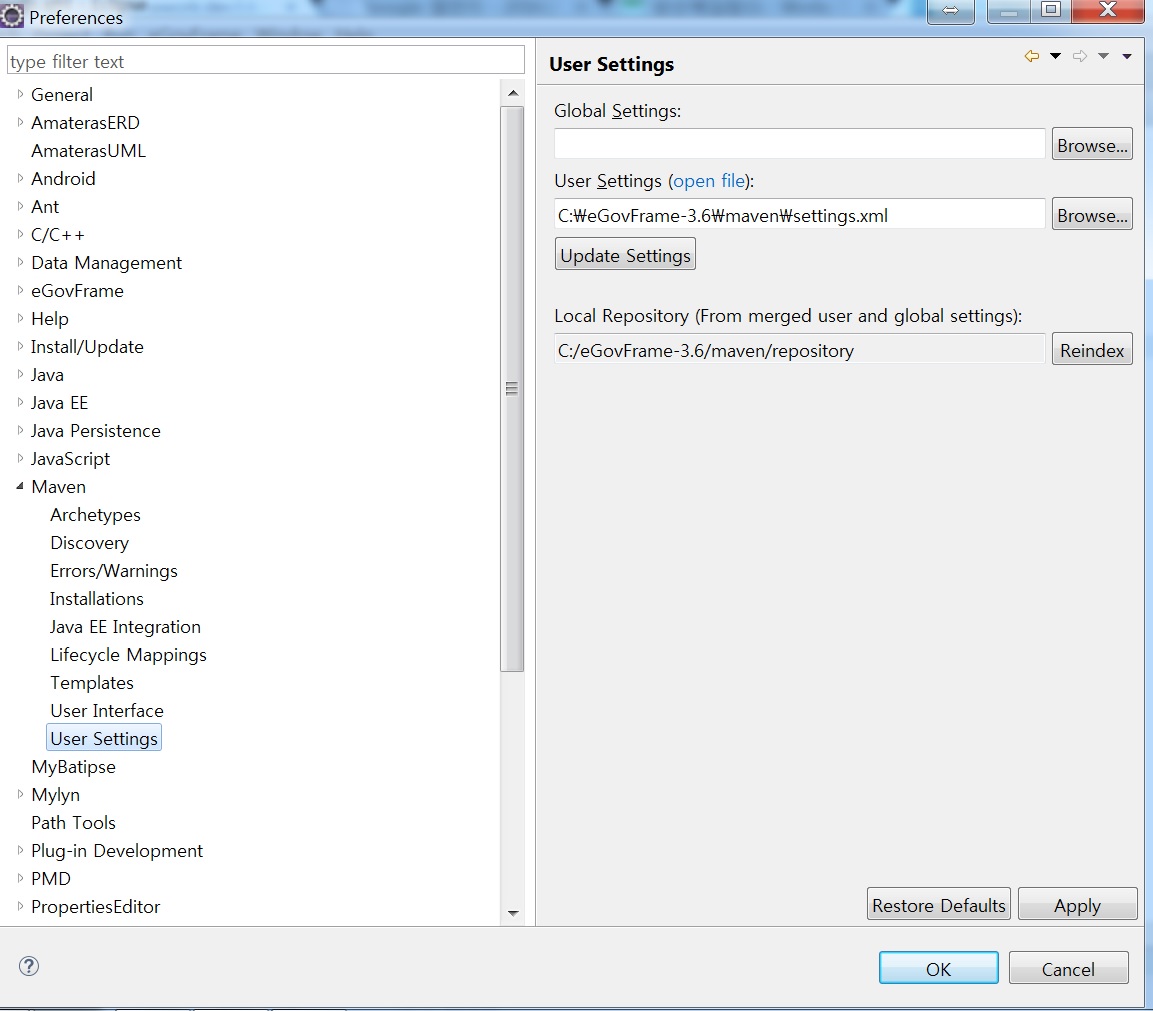 Preferences
type filter text
General
AmaterasERD
AmaterasUML
Android
Ant
C/C++
Data Management
eGovFrame
Help
Install/Update
Java
Java EE
Java Persistence
JavaScript
Maven
Archetypes
Discovery
Errors/Warnings
Installations
Java EE Integration
Lifecycle Mappings
Templates
User Interface
User Settings
MyBatipse
Mylyn
Path Tools
Plug-in Development
PMD
PropertiesEditor
User Settings
Global Settings:
Browse...
User Settings (open file):
C:₩eGovFrame-3.6₩maven₩settings.xml
Browse...
Update Settings
Local Repository (From merged user and global settings):
C:/eGovFrame-3.6/maven/repository
Reindex
Restore Defaults
Apply
OK
Cancel